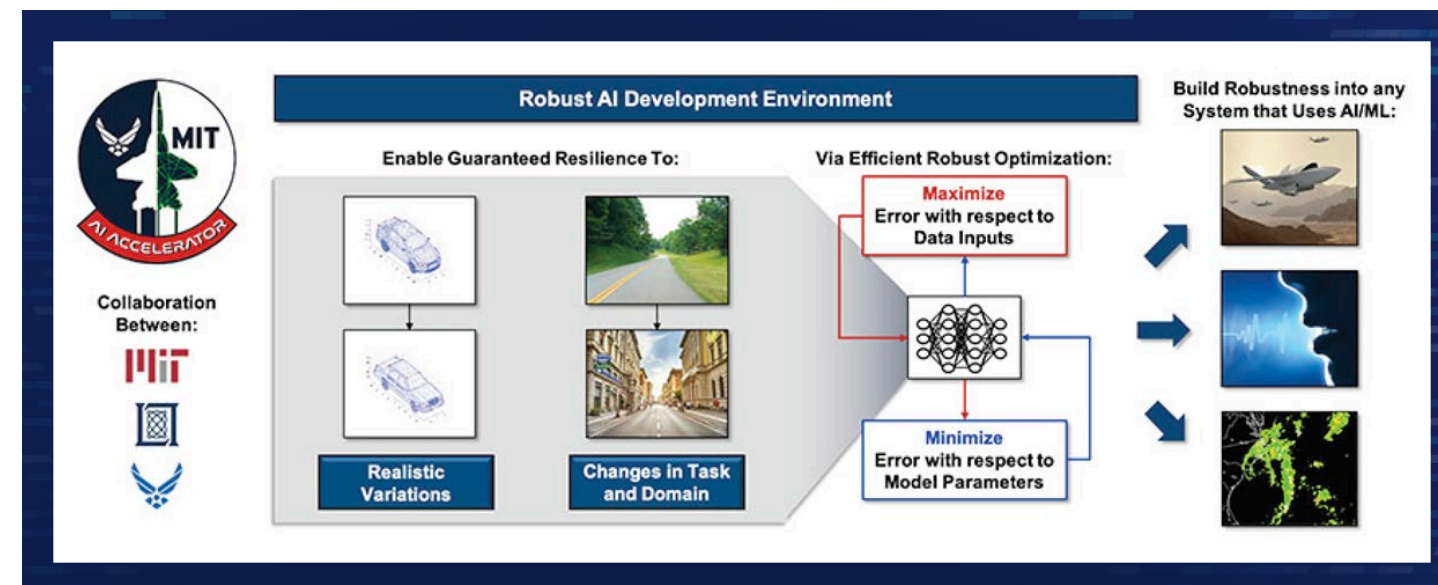 MIT
AI ACCELERATOR
Collaboration
Between:
MIT
Robust AI Development Environment
Enable Guaranteed Resilience To:
Realistic
Variations
Changes in Task
and Domain
Via Efficient Robust Optimization:
Maximize
Error with respect to
Data Inputs
Minimize
Error with respect to
Model Parameters
Build Robustness into any
System that Uses AI/ML: